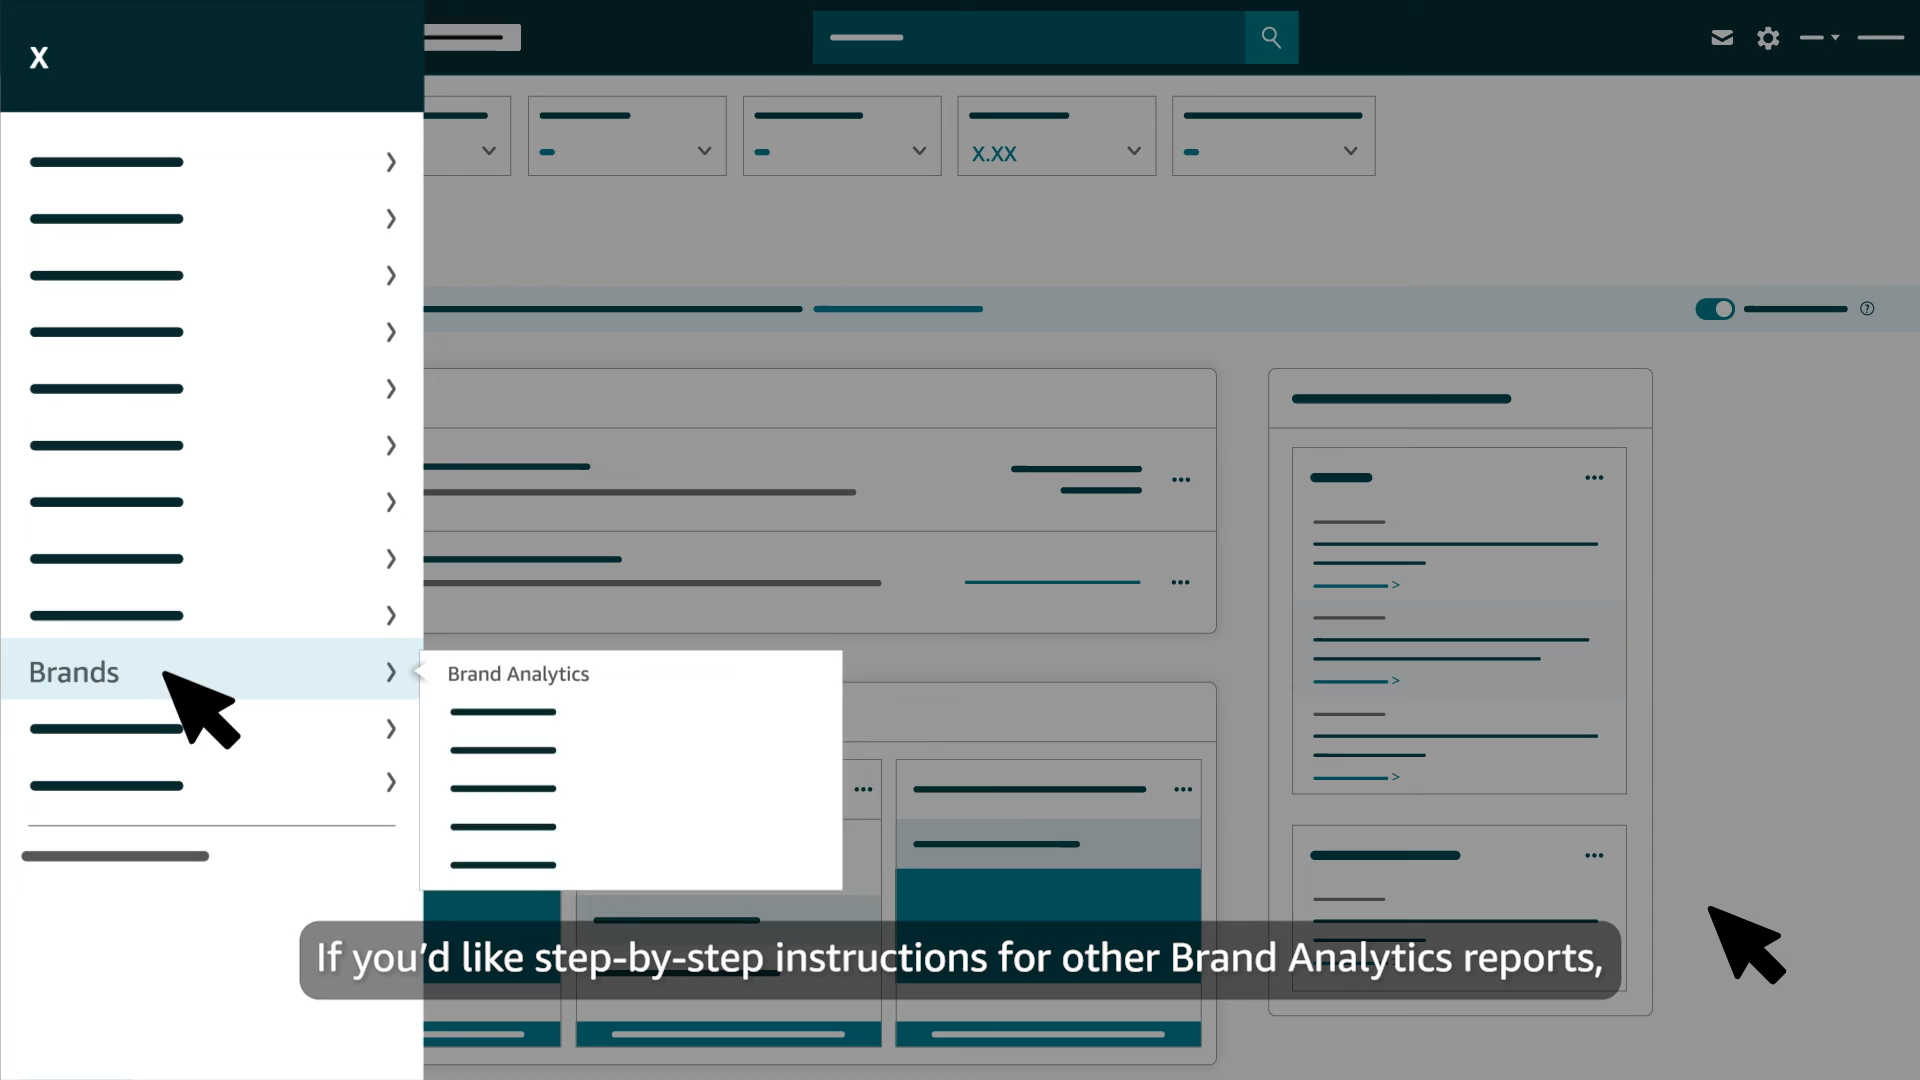 X
X.XX
Brands
Brand Analytics
If you’d like step-by-step instructions for other Brand Analytics reports,